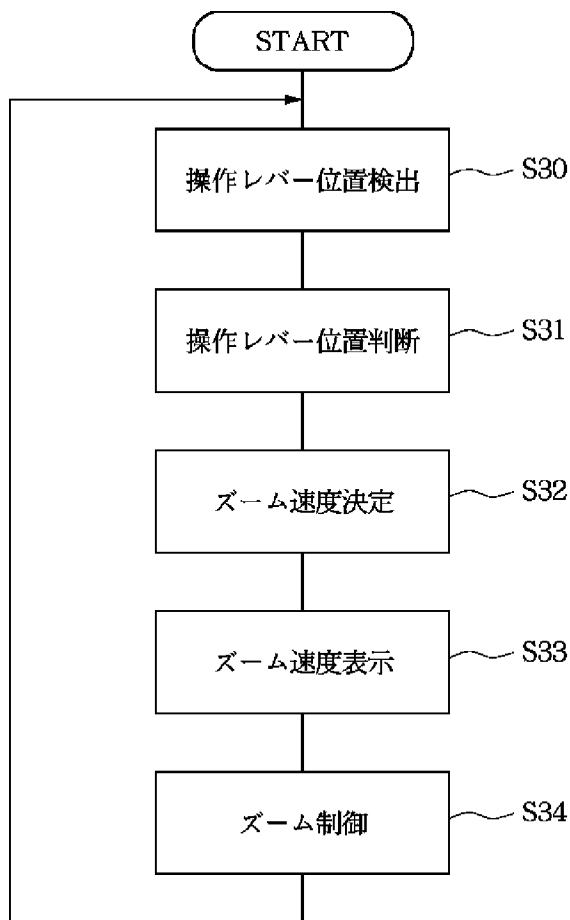 START
操作レバー位置検出
S30
操作レバー位置判断
S31
ズーム速度決定
S32
ズーム速度表示
S33
ズーム制御
S34